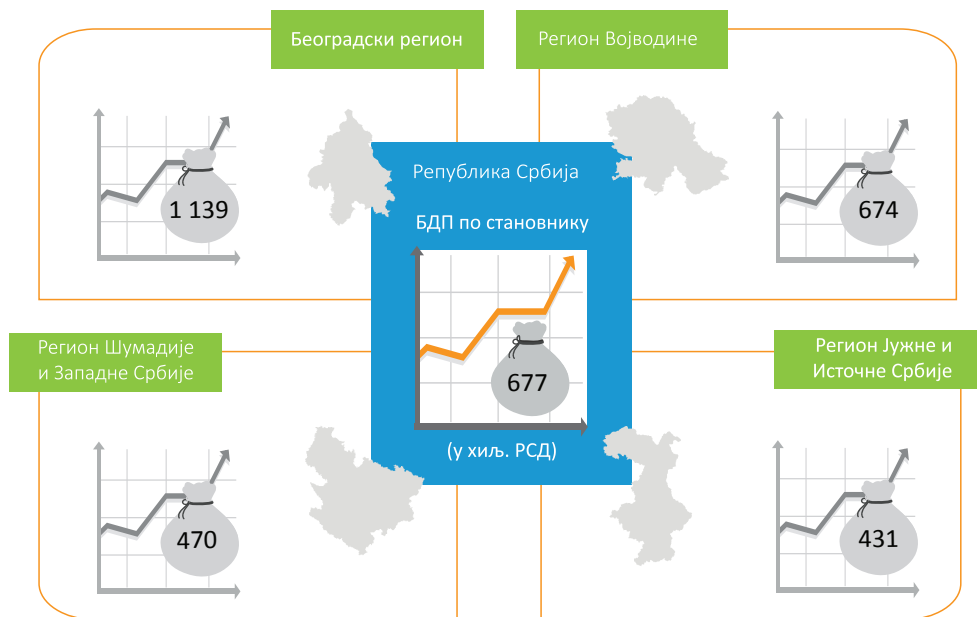 Београдски регион
Регион Војводине
1 139
674
Република Србија
БДП по становнику
677
(у хиљ. РСД)
Регион Шумадије
и Западне Србије
Регион Јужне и
Источне Србије
470
431